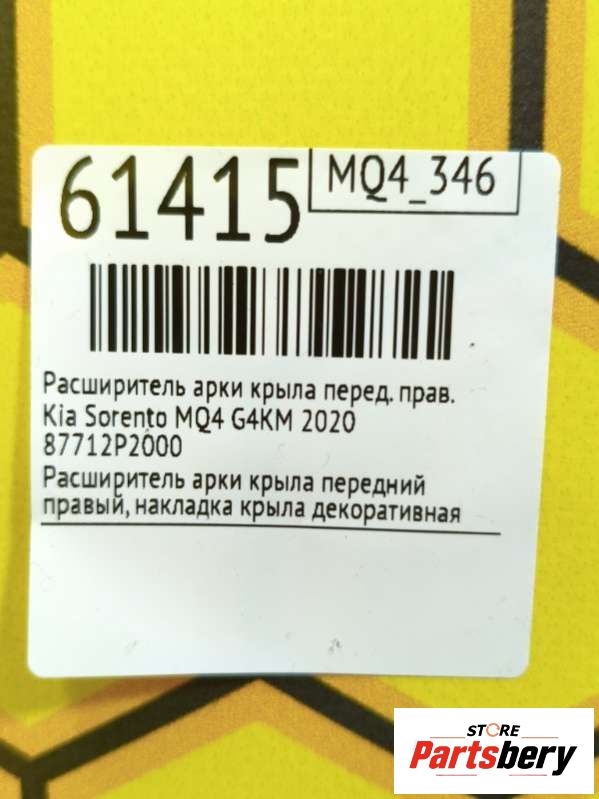 61415
MQ4_346
Расширитель арки крыла перед. прав.
Kia Sorento MQ4 G4KM 2020
87712P2000
Расширитель арки крыла передний
правый, накладка крыла декоративная
STORE
Partsbery